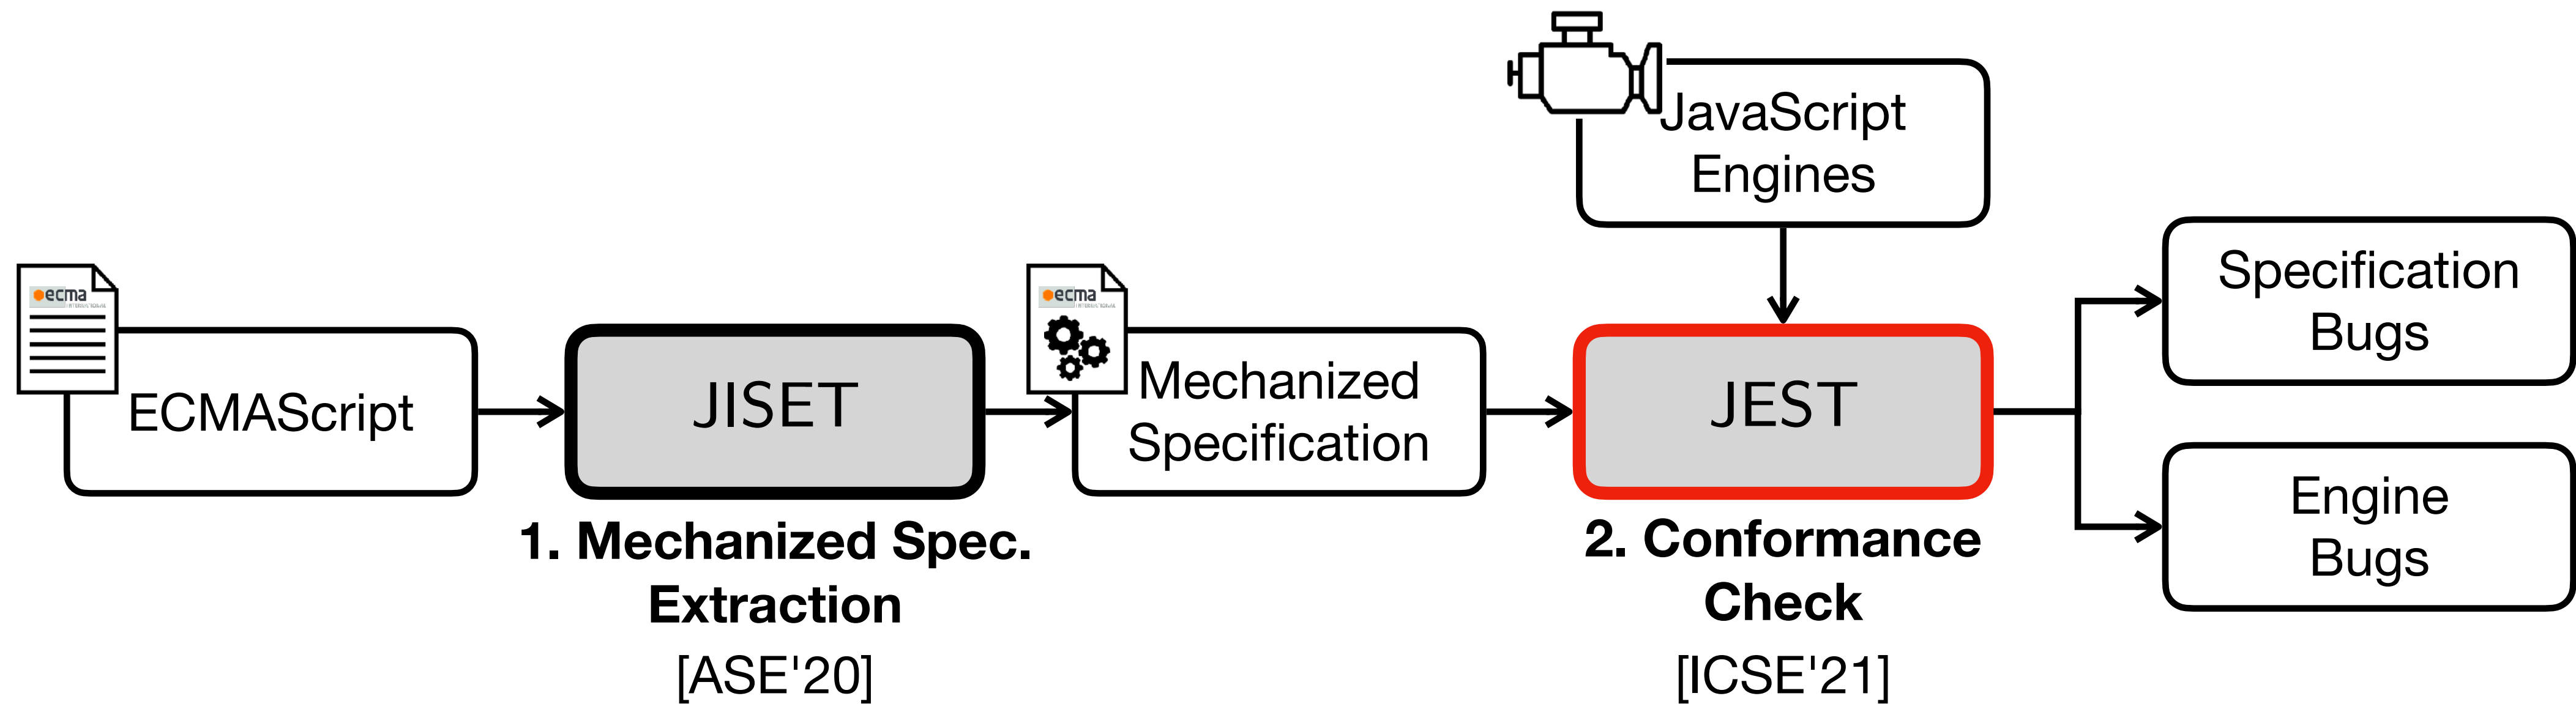 JavaScript
Engines
ecma
ECMAScript
JISET
ecma
Mechanized
Specification
JEST
Specification
Bugs
Engine
Bugs
1. Mechanized Spec.
Extraction
[ASE'20]
2. Conformance
Check
[ICSE'21]